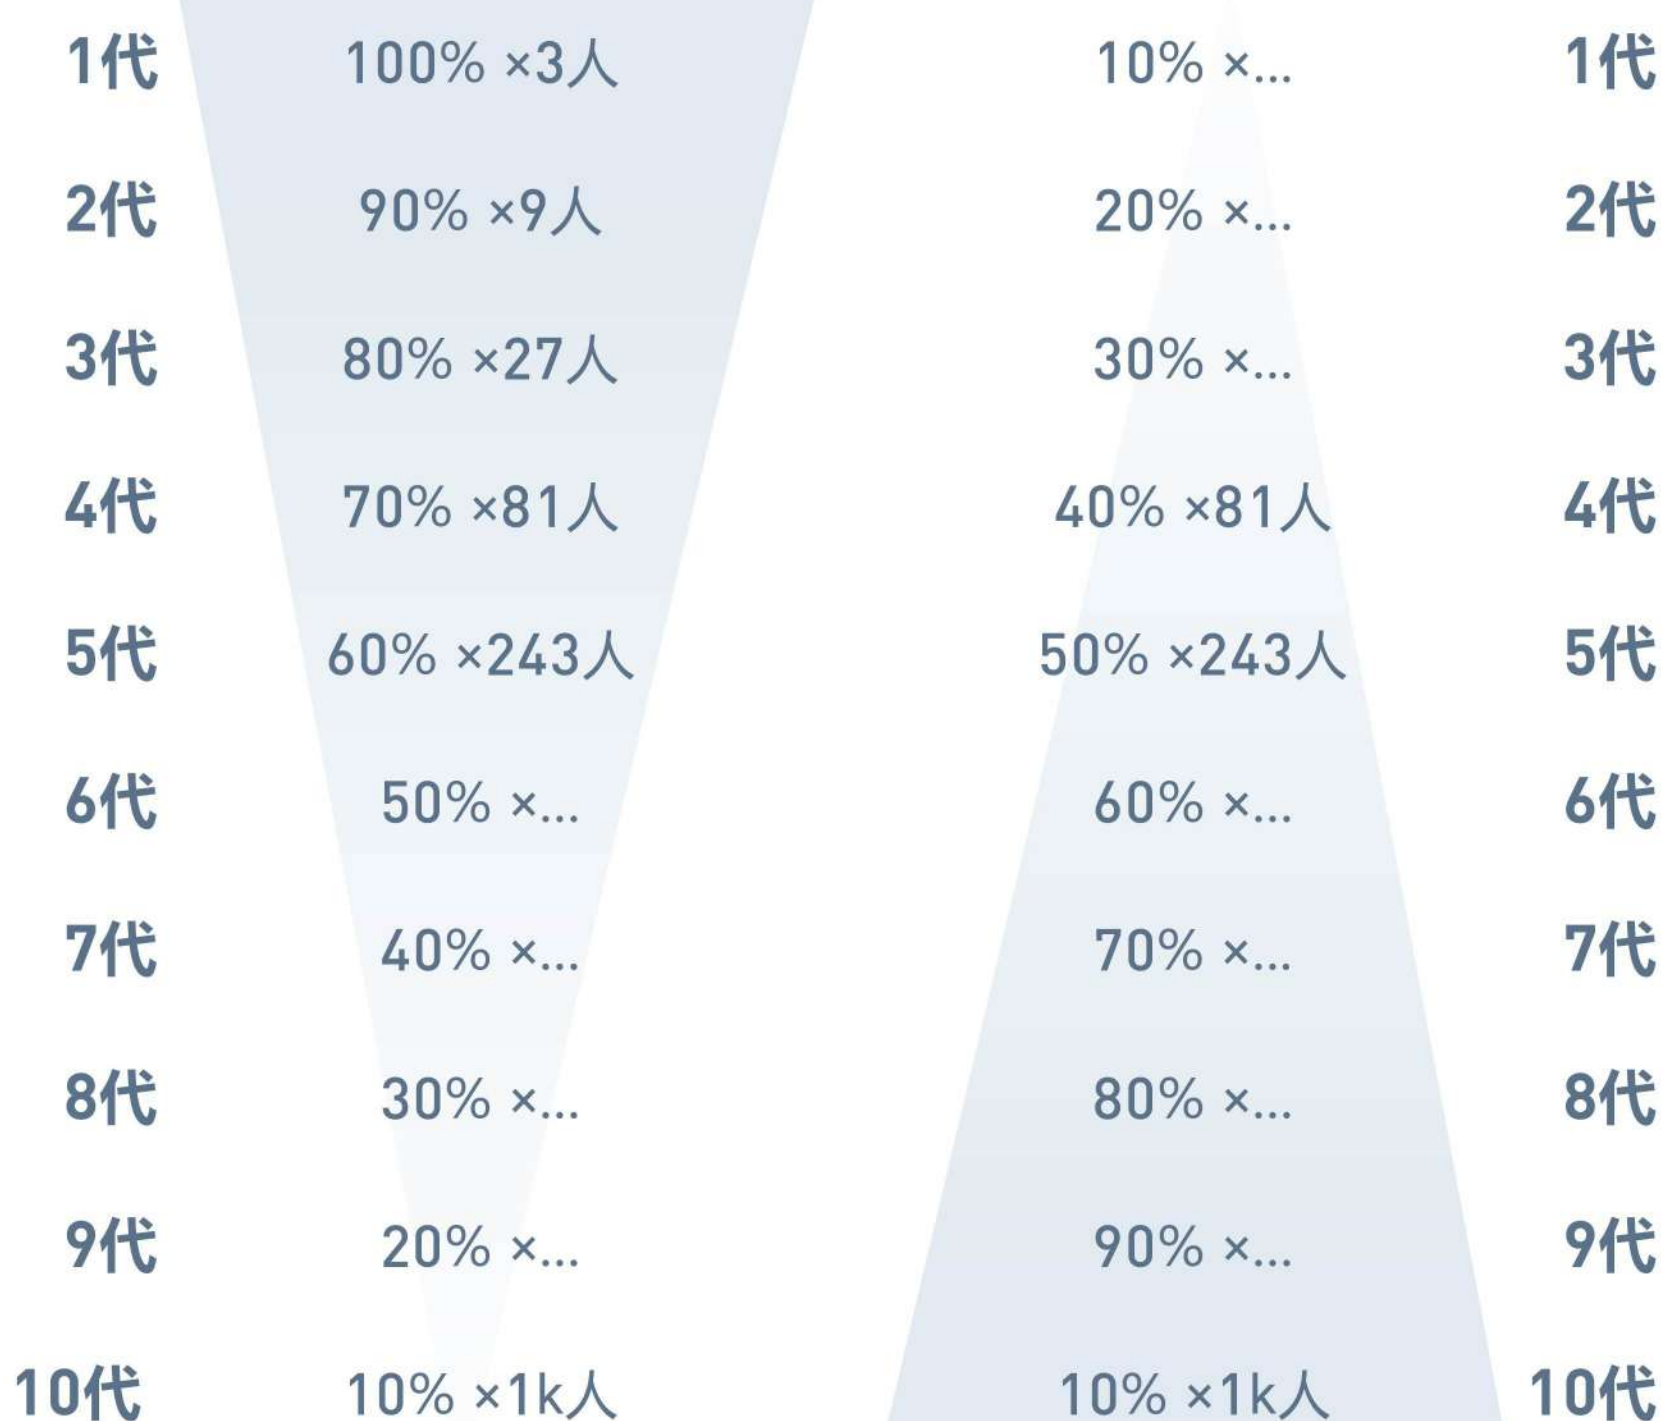 1代 100% ×3人 10% ×... 1代
2代 90% ×9人 20% ×... 2代
3代 80% ×27人 30% ×... 3代
4代 70% ×81人 40% ×81人 4代
5代 60% ×243人 50% ×243人 5代
6代 50% ×... 60% ×... 6代
7代 40% ×... 70% ×... 7代
8代 30% ×... 80% ×... 8代
9代 20% ×... 90% ×... 9代
10代 10% ×1k人 10% ×1k人 10代